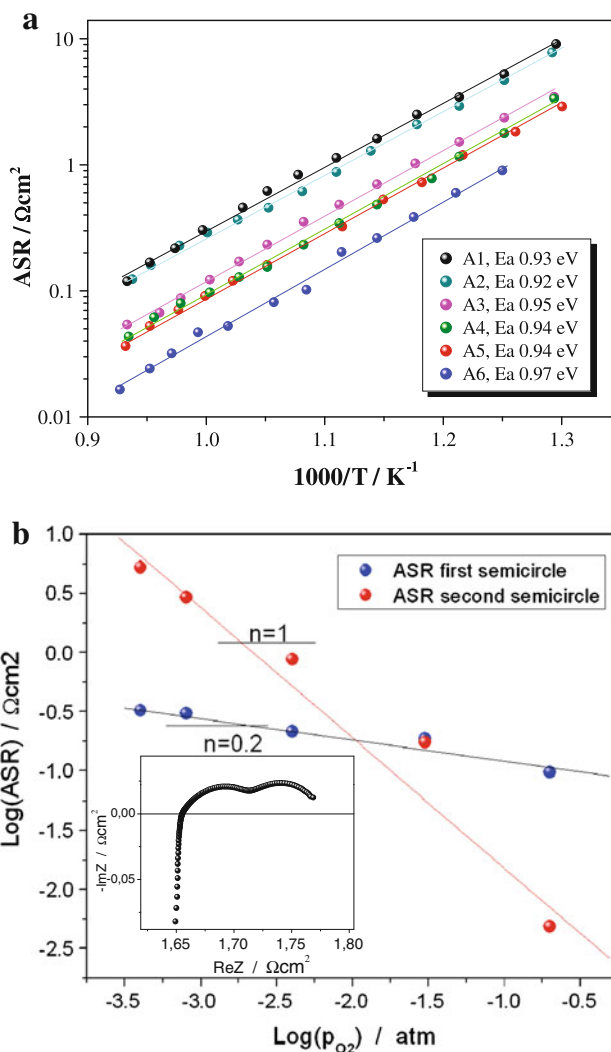 a
10
1
0.1
0.01
ASR / Ωcm²
A1, Ea 0.93 eV
A2, Ea 0.92 eV
A3, Ea 0.95 eV
A4, Ea 0.94 eV
A5, Ea 0.94 eV
A6, Ea 0.97 eV
0.9 1.0 1.1 1.2 1.3
1000/T / K⁻¹
b
1.0
0.5
0.0
-0.5
-1.0
-1.5
-2.0
-2.5
Log(ASR) / Ωcm2
ASR first semicircle
ASR second semicircle
n=1
n=0.2
0,00
-0,05
-ImZ / Ωcm²
1,65 1,70 1,75 1,80
ReZ / Ωcm²
-3.5 -3.0 -2.5 -2.0 -1.5 -1.0 -0.5
Log(p_O2) / atm